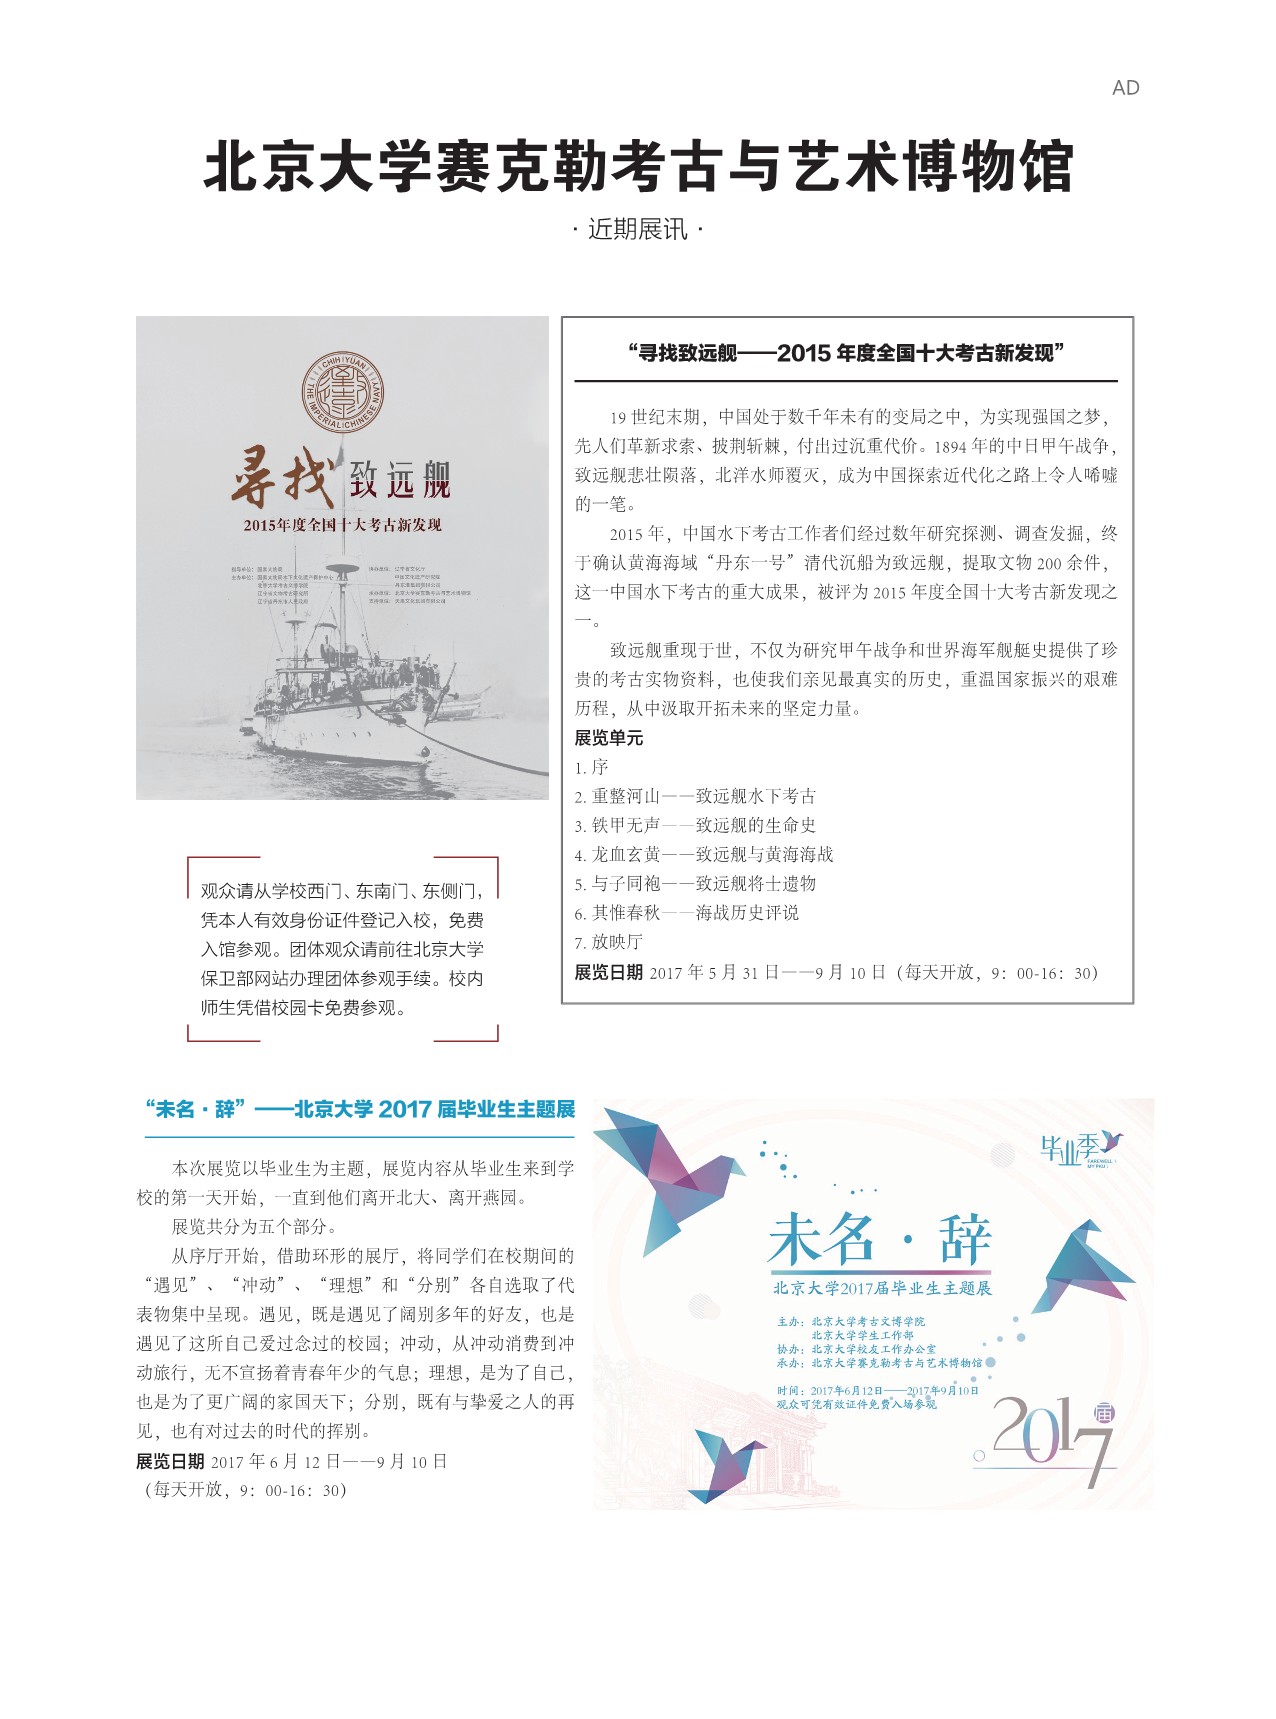 AD
北京大学赛克勒考古与艺术博物馆
· 近期展讯 ·
CHIH YUAN
THE IMPERIAL CHINESE NAVY
寻找 致远舰
2015年度全国十大考古新发现
“寻找致远舰——2015 年度全国十大考古新发现”
19 世纪末期，中国处于数千年未有的变局之中，为实现强国之梦，
先人们革新求索、披荆斩棘，付出过沉重代价。1894 年的中日甲午战争，
致远舰悲壮陨落，北洋水师覆灭，成为中国探索近代化之路上令人唏嘘
的一笔。
2015 年，中国水下考古工作者们经过数年研究探测、调查发掘，终
于确认黄海海域“丹东一号”清代沉船为致远舰，提取文物 200 余件，
这一中国水下考古的重大成果，被评为 2015 年度全国十大考古新发现之
一。
致远舰重现于世，不仅为研究甲午战争和世界海军舰艇史提供了珍
贵的考古实物资料，也使我们亲见最真实的历史，重温国家振兴的艰难
历程，从中汲取开拓未来的坚定力量。
展览单元
1. 序
2. 重整河山——致远舰水下考古
3. 铁甲无声——致远舰的生命史
4. 龙血玄黄——致远舰与黄海海战
5. 与子同袍——致远舰将士遗物
6. 其惟春秋——海战历史评说
7. 放映厅
展览日期 2017 年 5 月 31 日——9 月 10 日（每天开放，9：00-16：30）
观众请从学校西门、东南门、东侧门，
凭本人有效身份证件登记入校，免费
入馆参观。团体观众请前往北京大学
保卫部网站办理团体参观手续。校内
师生凭借校园卡免费参观。
“未名 · 辞”——北京大学 2017 届毕业生主题展
本次展览以毕业生为主题，展览内容从毕业生来到学
校的第一天开始，一直到他们离开北大、离开燕园。
展览共分为五个部分。
从序厅开始，借助环形的展厅，将同学们在校期间的
“遇见”、“冲动”、“理想”和“分别”各自选取了代
表物集中呈现。遇见，既是遇见了阔别多年的好友，也是
遇见了这所自己爱过念过的校园；冲动，从冲动消费到冲
动旅行，无不宣扬着青春年少的气息；理想，是为了自己，
也是为了更广阔的家国天下；分别，既有与挚爱之人的再
见，也有对过去的时代的挥别。
展览日期 2017 年 6 月 12 日——9 月 10 日
（每天开放，9：00-16：30）
毕业季
FAREWELL !
MY PKU !
未名 · 辞
北京大学2017届毕业生主题展
主办：北京大学考古文博学院
北京大学学生工作部
协办：北京大学校友工作办公室
承办：北京大学赛克勒考古与艺术博物馆
时间：2017年6月12日——2017年9月10日
观众可凭有效证件免费入场参观
2017届